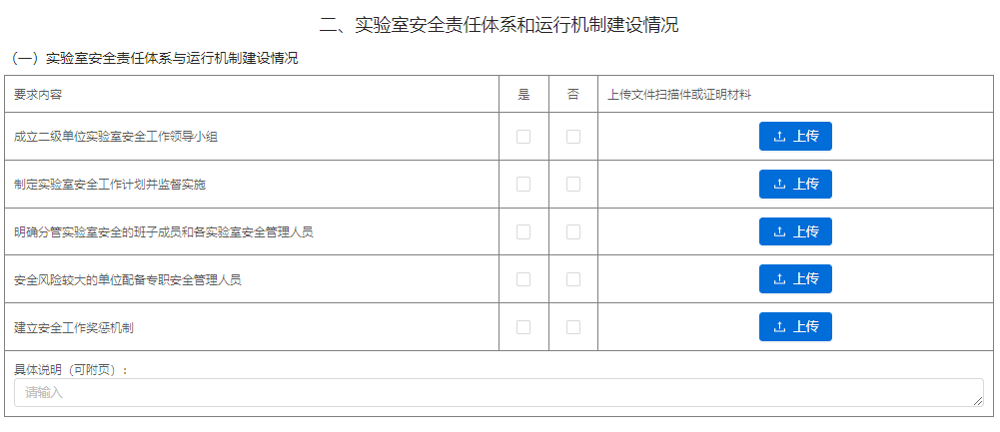 二、实验室安全责任体系和运行机制建设情况
（一）实验室安全责任体系与运行机制建设情况
要求内容 是 否 上传文件扫描件或证明材料
成立二级单位实验室安全工作领导小组 上传
制定实验室安全工作计划并监督实施 上传
明确分管实验室安全的班子成员和各实验室安全管理人员 上传
安全风险较大的单位配备专职安全管理人员 上传
建立安全工作奖惩机制 上传
具体说明（可附页）：
请输入